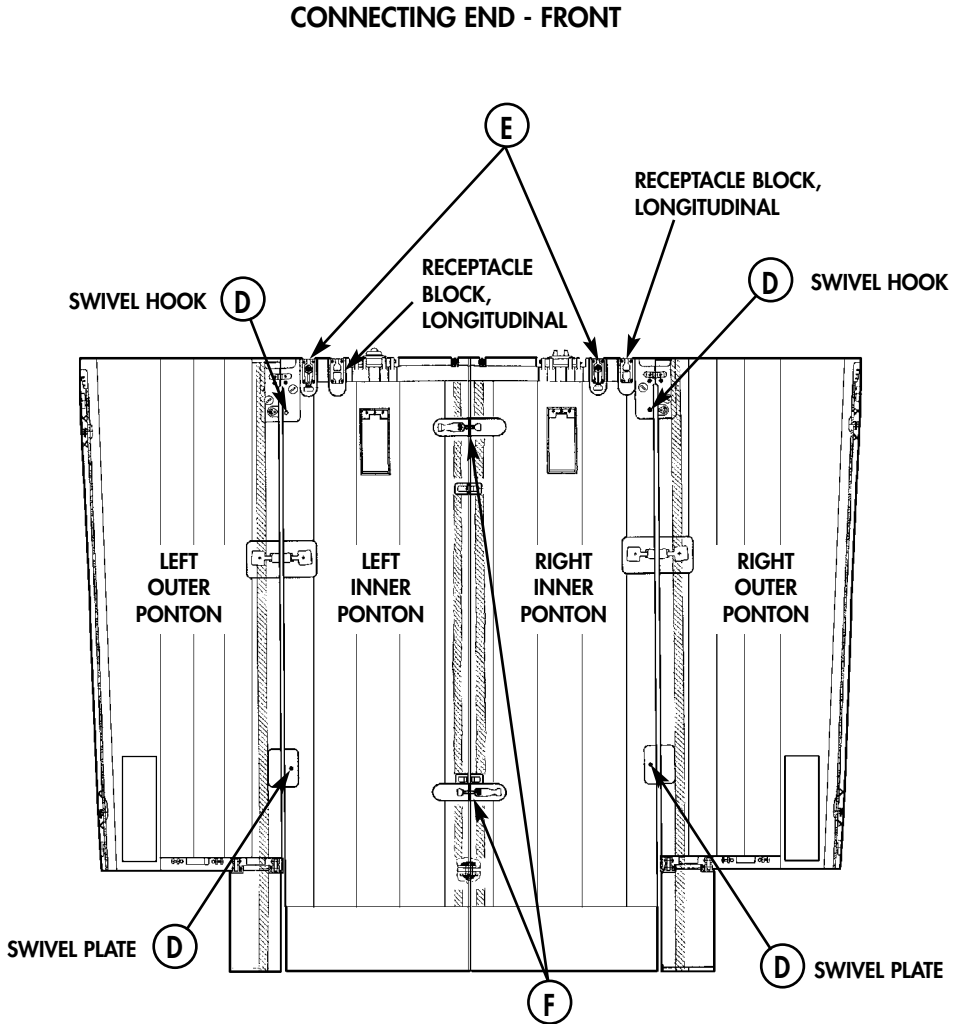 CONNECTING END - FRONT
E
RECEPTACLE BLOCK,
LONGITUDINAL
RECEPTACLE
BLOCK,
LONGITUDINAL
SWIVEL HOOK
D
D
SWIVEL HOOK
LEFT
OUTER
PONTON
LEFT
INNER
PONTON
RIGHT
INNER
PONTON
RIGHT
OUTER
PONTON
SWIVEL PLATE
D
D
SWIVEL PLATE
F